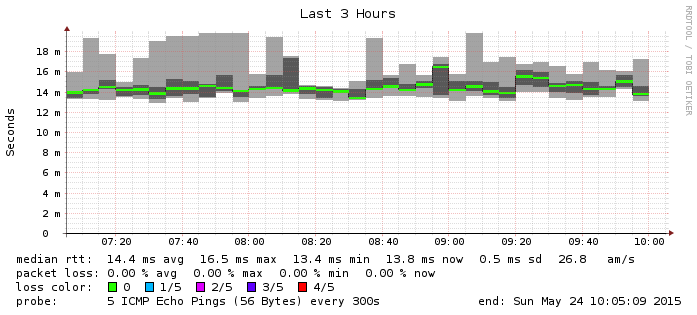 Last 3 Hours
RRDTOOL / TOBI OETIKER
Seconds
18 m
16 m
14 m
12 m
10 m
8 m
6 m
4 m
2 m
0
07:20 07:40 08:00 08:20 08:40 09:00 09:20 09:40 10:00
median rtt: 14.4 ms avg 16.5 ms max 13.4 ms min 13.8 ms now 0.5 ms sd 26.8 am/s
packet loss: 0.00 % avg 0.00 % max 0.00 % min 0.00 % now
loss color: 0 1/5 2/5 3/5 4/5
probe: 5 ICMP Echo Pings (56 Bytes) every 300s end: Sun May 24 10:05:09 2015